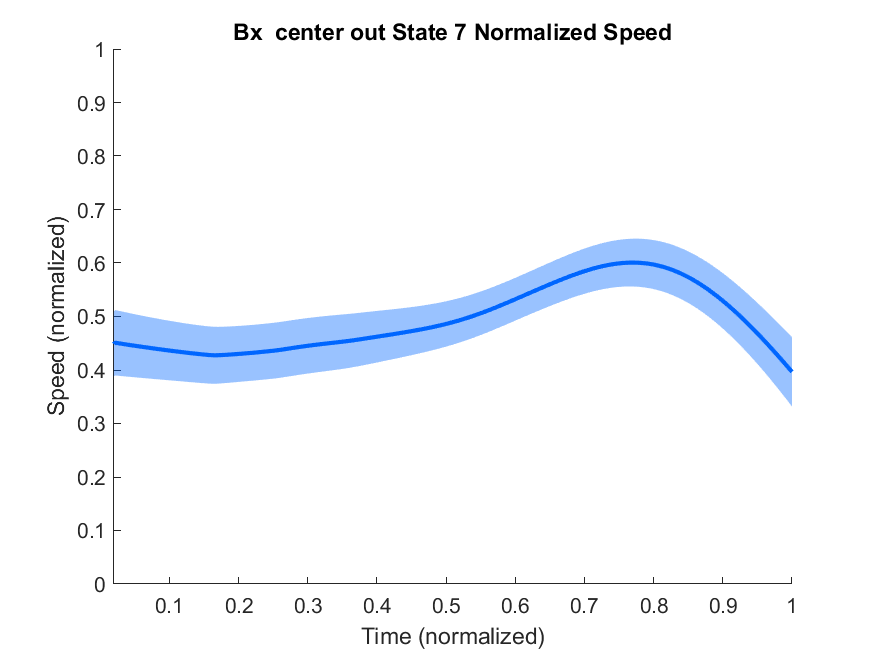 Bx  center out State 7 Normalized Speed
1
0.9
0.8
0.7
0.6
0.5
0.4
0.3
0.2
0.1
0
Speed (normalized)
0.1 0.2 0.3 0.4 0.5 0.6 0.7 0.8 0.9 1
Time (normalized)